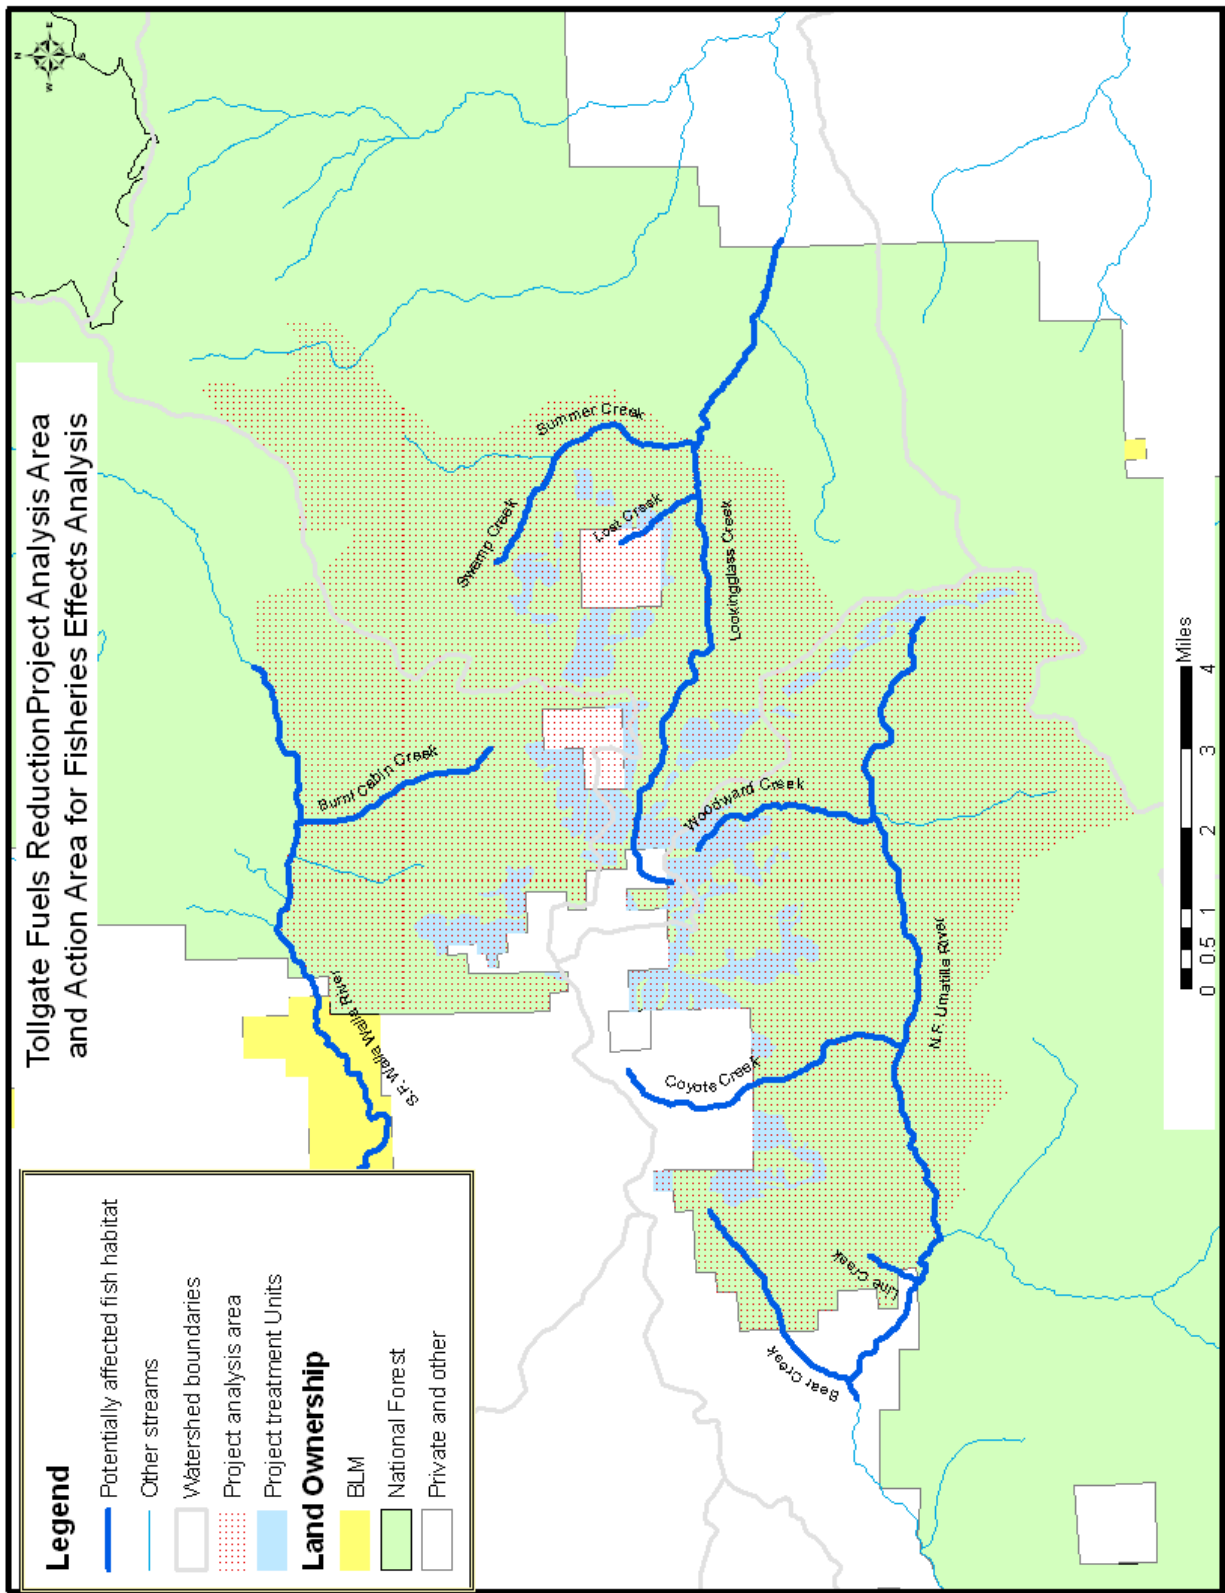 Tollgate Fuels ReductionProject Analysis Area
and Action Area for Fisheries Effects Analysis
N
E
S
W
Swamp Creek
Summer Creek
Lost Creek
Lookingglass Creek
Burnt Cabin Creek
Woodward Creek
S.F. Walla Walla River
Coyote Creek
N.F. Umatilla River
Line Creek
Bear Creek
Legend
Potentially affected fish habitat
Other streams
Watershed boundaries
Project analysis area
Project treatment Units
Land Ownership
BLM
National Forest
Private and other
0 0.5 1 2 3 4
Miles